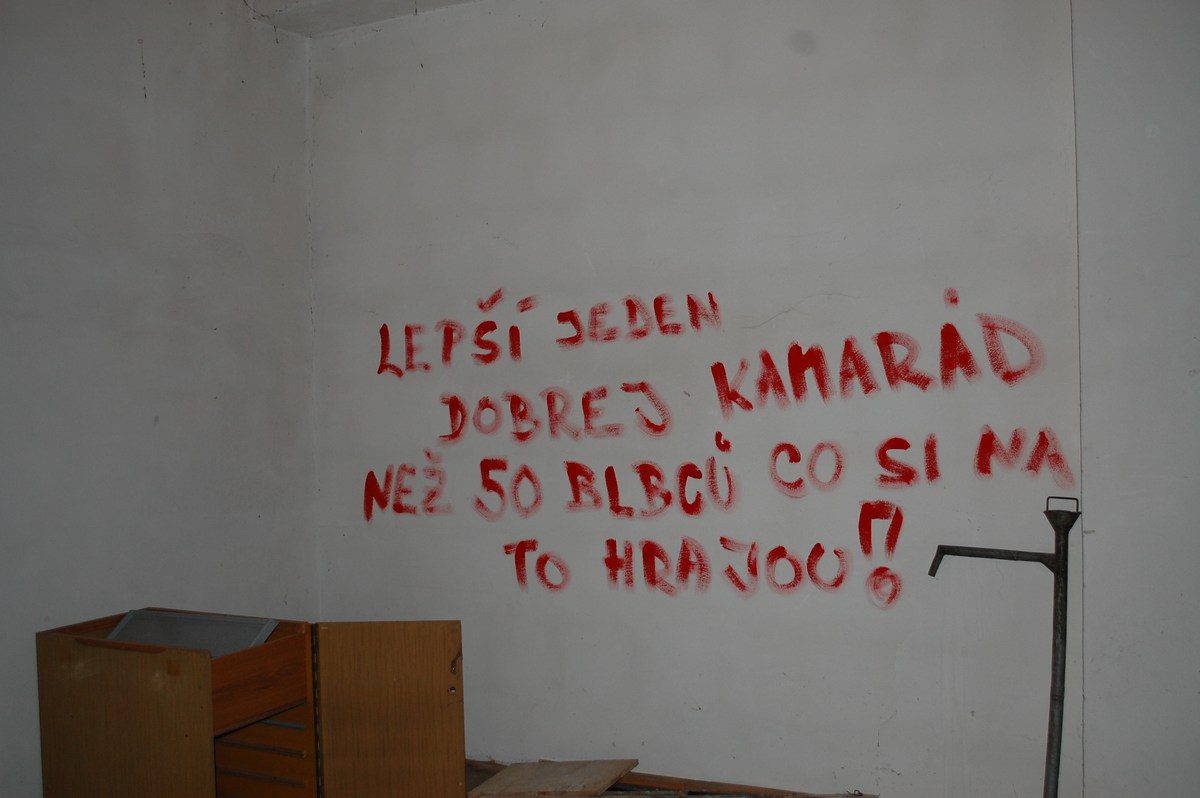 LEPŠÍ JEDEN
DOBREJ KAMARÁD
NEŽ 50 BLBCŮ CO SI NA
TO HRAJOU!